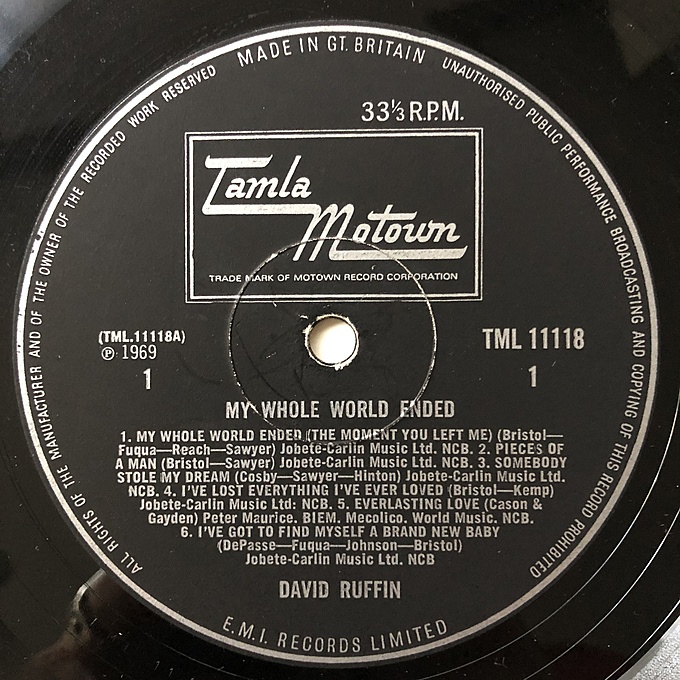 MADE IN GT. BRITAIN
UNAUTHORISED PUBLIC PERFORMANCE BROADCASTING AND COPYING OF THIS RECORD PROHIBITED
ALL RIGHTS OF THE MANUFACTURER AND OF THE OWNER OF THE RECORDED WORK RESERVED
33⅓ R.P.M.
Tamla
Motown
TRADE MARK OF MOTOWN RECORD CORPORATION
(TML.11118A)
Ⓟ 1969
1
TML 11118
1
MY WHOLE WORLD ENDED
1. MY WHOLE WORLD ENDED (THE MOMENT YOU LEFT ME) (Bristol—
Fuqua—Reach—Sawyer) Jobete-Carlin Music Ltd. NCB. 2. PIECES OF
A MAN (Bristol—Sawyer) Jobete-Carlin Music Ltd. NCB. 3. SOMEBODY
STOLE MY DREAM (Cosby—Sawyer—Hinton) Jobete-Carlin Music Ltd.
NCB. 4. I'VE LOST EVERYTHING I'VE EVER LOVED (Bristol—Kemp)
Jobete-Carlin Music Ltd: NCB. 5. EVERLASTING LOVE (Cason &
Gayden) Peter Maurice. BIEM. Mecolico. World Music. NCB.
6. I'VE GOT TO FIND MYSELF A BRAND NEW BABY
(DePasse—Fuqua—Johnson—Bristol)
Jobete-Carlin Music Ltd. NCB
DAVID RUFFIN
E.M.I. RECORDS LIMITED